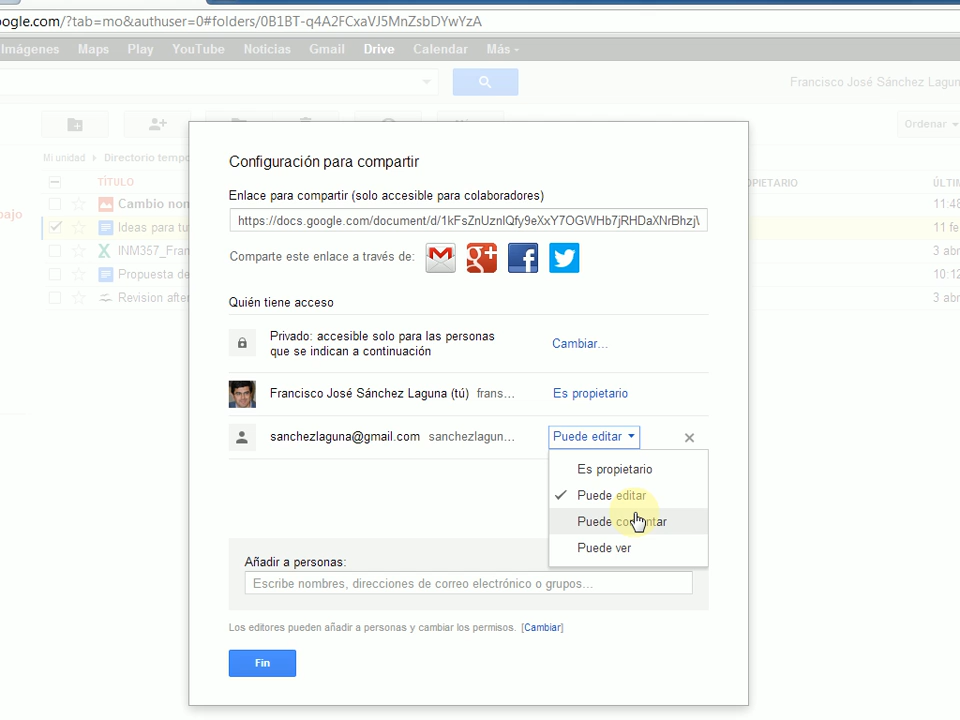 oogle.com/?tab=mo&authuser=0#folders/0B1BT-q4A2FCxaVJ5MnZsbDYwYzA
Imágenes Maps Play YouTube Noticias Gmail Drive Calendar Más
Francisco José Sánchez Lagun
Ordenar
Mi unidad Directorio tempo
TÍTULO
OPIETARIO
ÚLTI
Cambio nom
11:48
bajo
Ideas para tu
11 fe
INM357_Fran
3 abr
Propuesta de
10:12
Revision after
3 abr
Configuración para compartir
Enlace para compartir (solo accesible para colaboradores)
https://docs.google.com/document/d/1kFsZnUznIQfy9eXxY7OGWHb7jRHDaXNrBhzj\
Comparte este enlace a través de:
Quién tiene acceso
Privado: accesible solo para las personas
que se indican a continuación
Cambiar...
Francisco José Sánchez Laguna (tú) frans... Es propietario
sanchezlaguna@gmail.com sanchezlagun... Puede editar
Es propietario
Puede editar
Puede comentar
Puede ver
Añadir a personas:
Escribe nombres, direcciones de correo electrónico o grupos...
Los editores pueden añadir a personas y cambiar los permisos. [Cambiar]
Fin